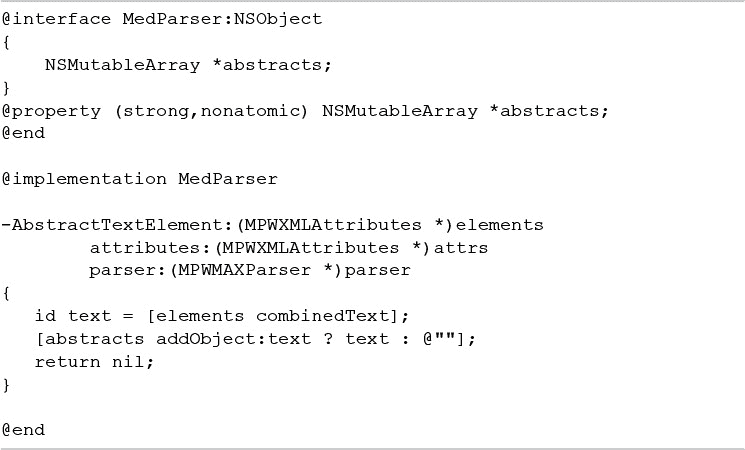 @interface MedParser:NSObject
{
    NSMutableArray *abstracts;
}
@property (strong,nonatomic) NSMutableArray *abstracts;
@end

@implementation MedParser

-AbstractTextElement:(MPWXMLAttributes *)elements
        attributes:(MPWXMLAttributes *)attrs
        parser:(MPWMAXParser *)parser
{
   id text = [elements combinedText];
   [abstracts addObject:text ? text : @""];
   return nil;
}

@end